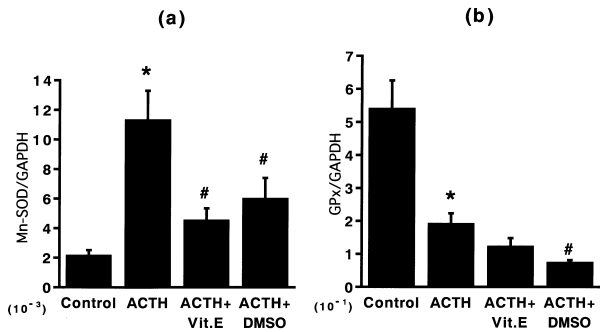 (a)
Mn-SOD/GAPDH
14
12
10
8
6
4
2
0
(10⁻³)
*
#
#
Control ACTH ACTH+ ACTH+
Vit.E DMSO
(b)
GPx/GAPDH
7
6
5
4
3
2
1
0
(10⁻¹)
*
#
Control ACTH ACTH+ ACTH+
Vit.E DMSO